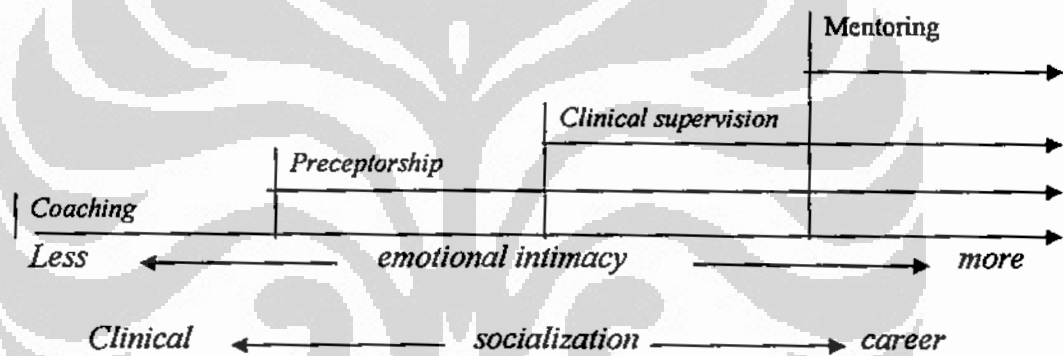 Mentoring
Clinical supervision
Preceptorship
Coaching
Less emotional intimacy more
Clinical socialization career